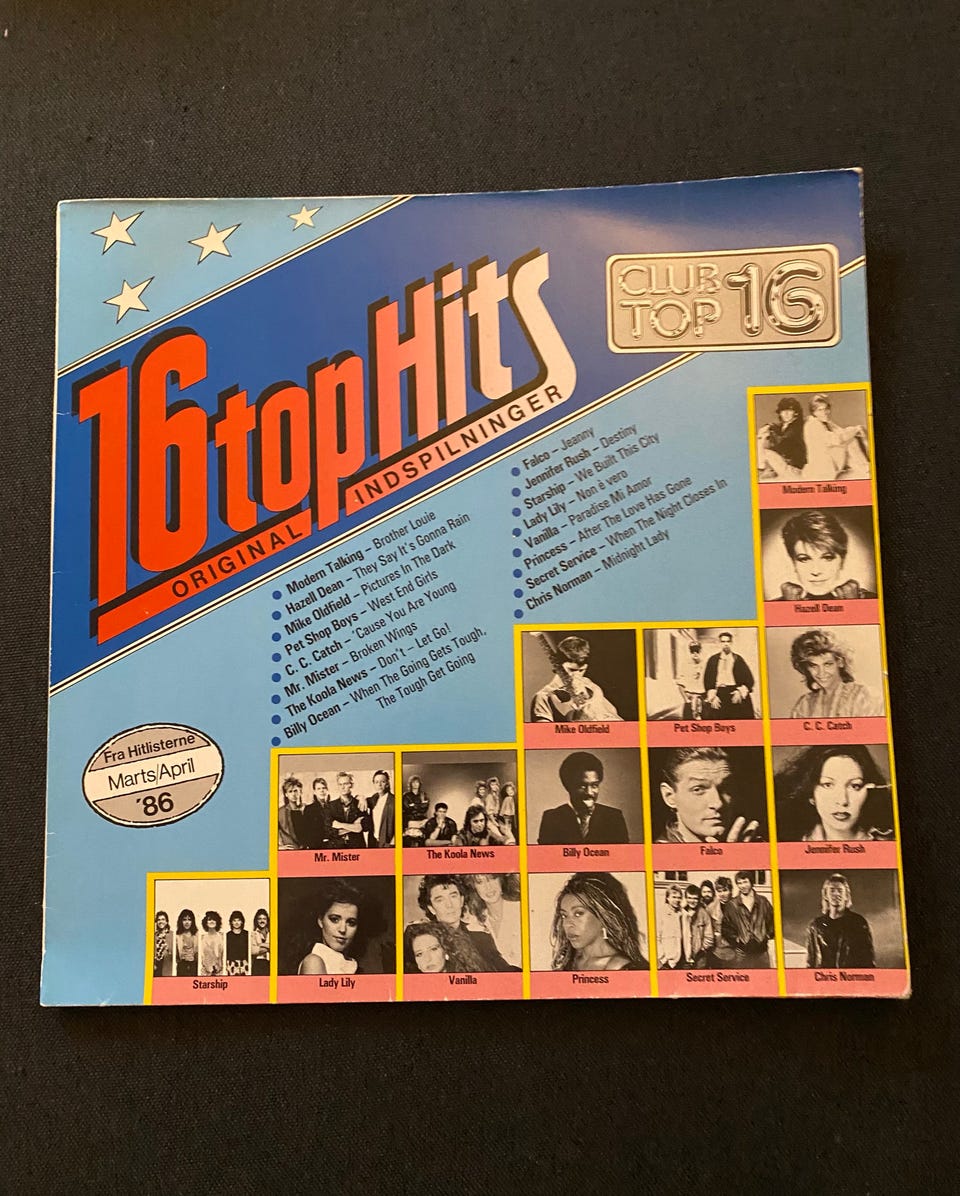 16 top Hits
ORIGINAL INDSPILNINGER
CLUB
TOP 16
Modern Talking – Brother Louie
Hazell Dean – They Say It's Gonna Rain
Mike Oldfield – Pictures In The Dark
Pet Shop Boys – West End Girls
C. C. Catch – 'Cause You Are Young
Mr. Mister – Broken Wings
The Koola News – Don't – Let Go!
Billy Ocean – When The Going Gets Tough,
The Tough Get Going
Falco – Jeanny
Jennifer Rush – Destiny
Starship – We Built This City
Lady Lily – Non è vero
Vanilla – Paradise Mi Amor
Princess – After The Love Has Gone
Secret Service – When The Night Closes In
Chris Norman – Midnight Lady
Fra Hitlisterne
Marts/April
'86
Modern Talking
Hazell Dean
Mike Oldfield
Pet Shop Boys
C. C. Catch
Mr. Mister
The Koola News
Billy Ocean
Falco
Jennifer Rush
Starship
Lady Lily
Vanilla
Princess
Secret Service
Chris Norman